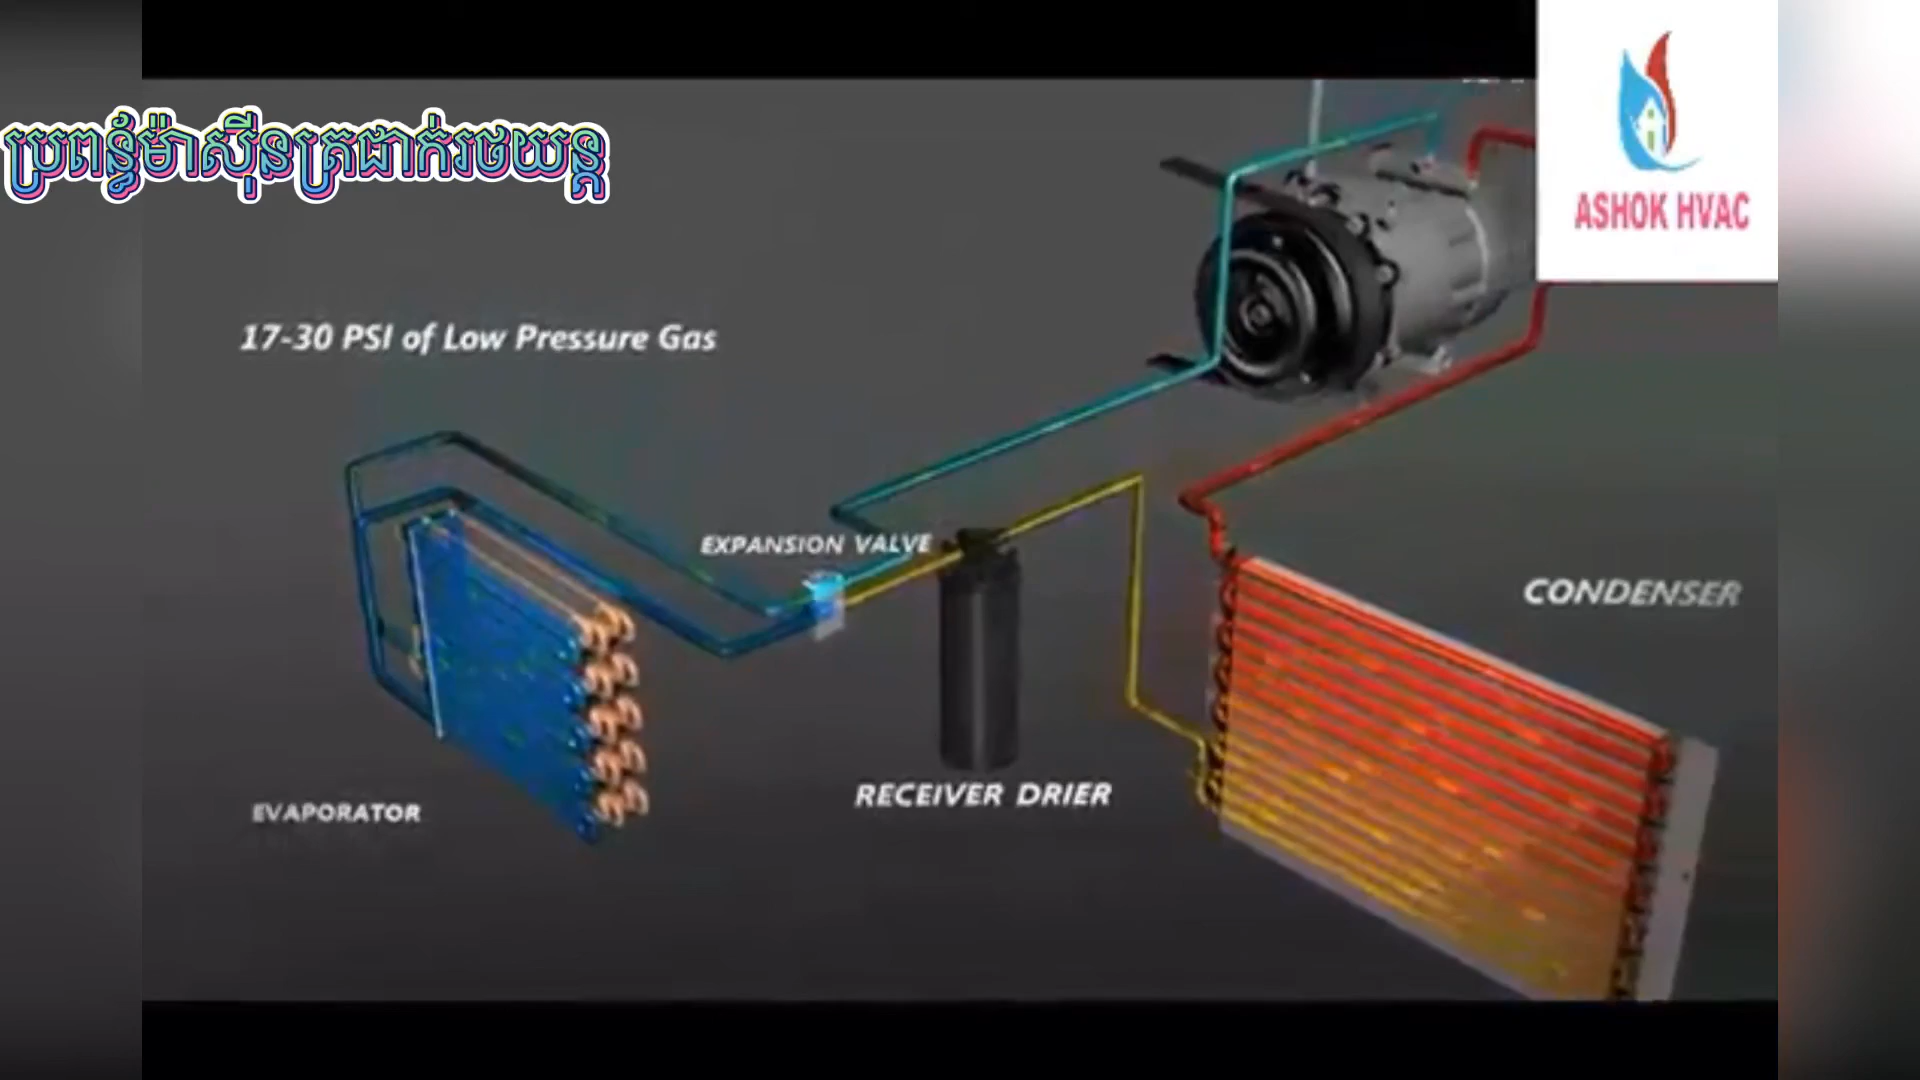 ប្រពន្ធ័ម៉ាស៊ីនត្រជាក់រថយន្ត
ASHOK HVAC
17-30 PSI of Low Pressure Gas
EXPANSION VALVE
CONDENSER
RECEIVER DRIER
EVAPORATOR